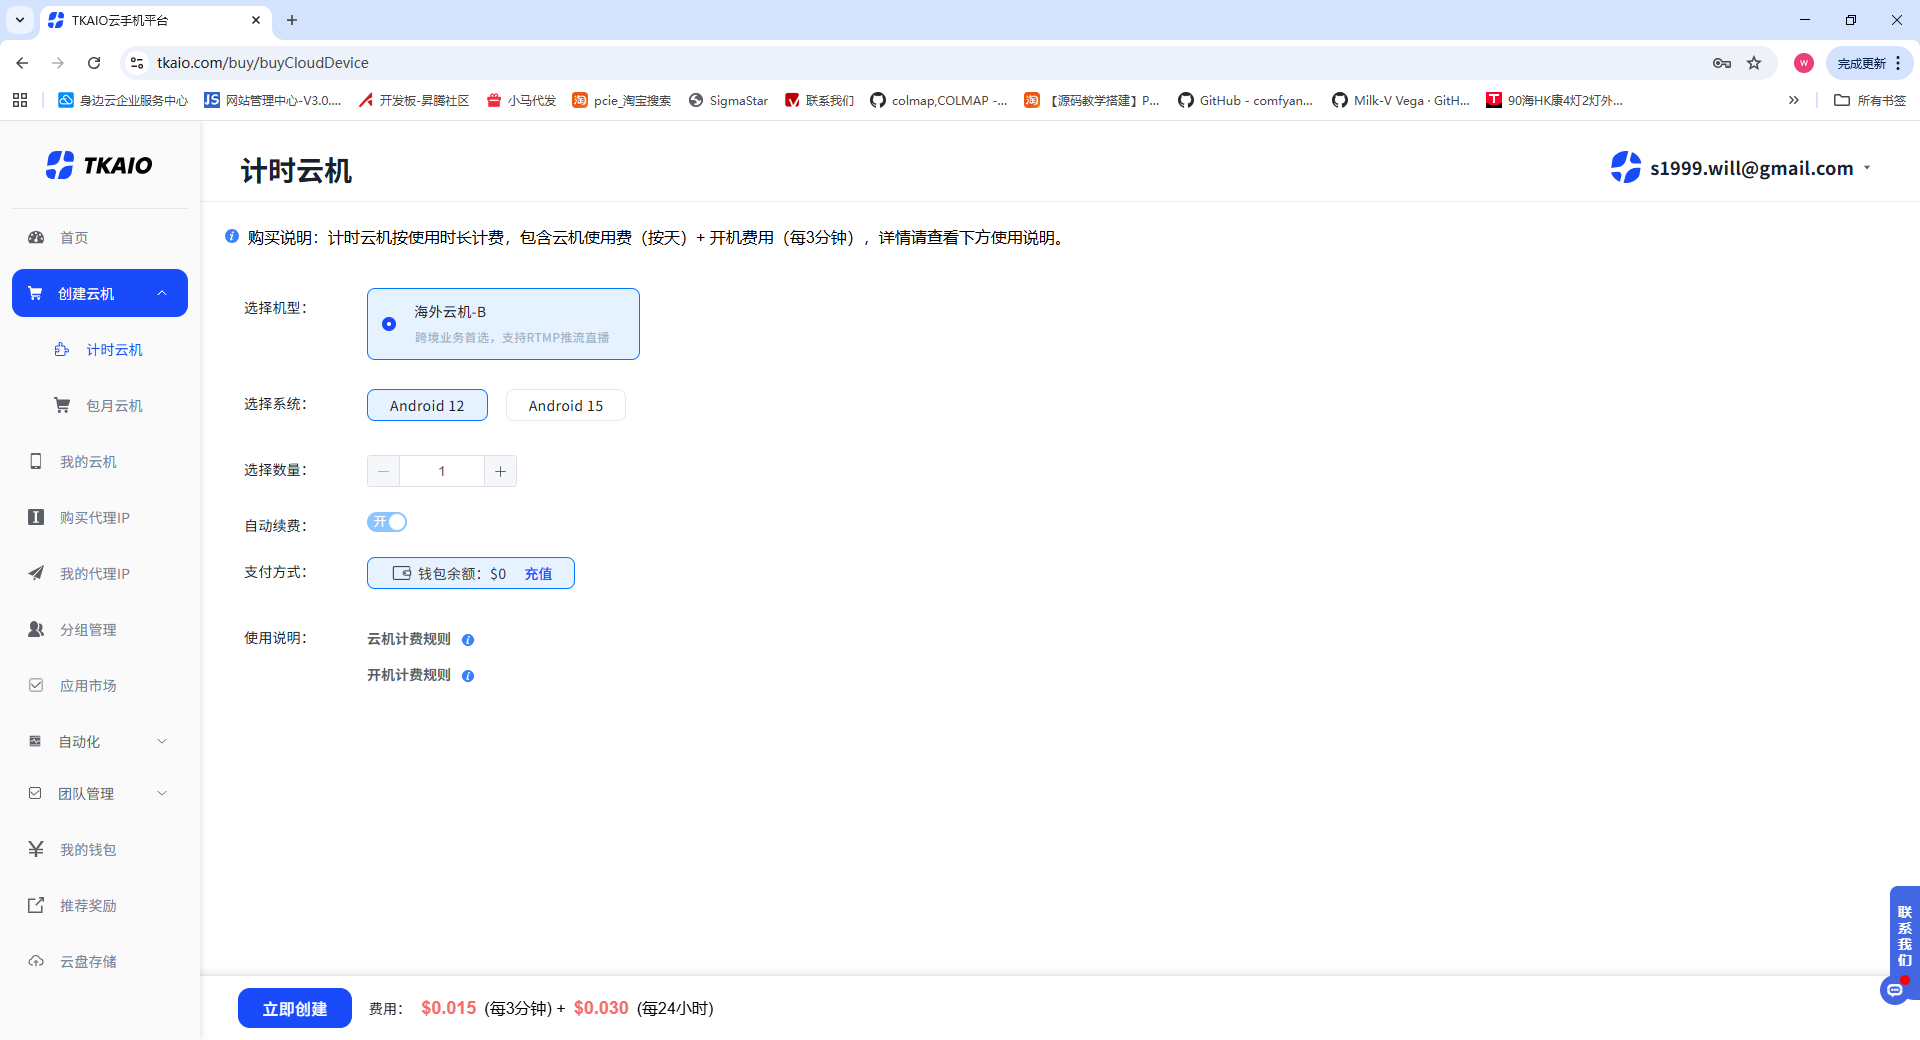 TKAIO云手机平台
tkaio.com/buy/buyCloudDevice
W
完成更新
身边云企业服务中心
JS 网站管理中心-V3.0....
开发板-昇腾社区
小马代发
淘 pcie_淘宝搜索
SigmaStar
联系我们
colmap,COLMAP -...
淘 【源码教学搭建】P...
GitHub - comfyan...
Milk-V Vega · GitH...
T 90海HK康4灯2灯外...
所有书签
TKAIO
计时云机
s1999.will@gmail.com
首页
创建云机
计时云机
包月云机
我的云机
购买代理IP
我的代理IP
分组管理
应用市场
自动化
团队管理
我的钱包
推荐奖励
云盘存储
购买说明：计时云机按使用时长计费，包含云机使用费（按天）+ 开机费用（每3分钟），详情请查看下方使用说明。
选择机型：
海外云机-B
跨境业务首选，支持RTMP推流直播
选择系统：
Android 12
Android 15
选择数量：
1
自动续费：
开
支付方式：
钱包余额：$0 充值
使用说明：
云机计费规则
开机计费规则
联系我们
立即创建
费用： $0.015 (每3分钟) + $0.030 (每24小时)